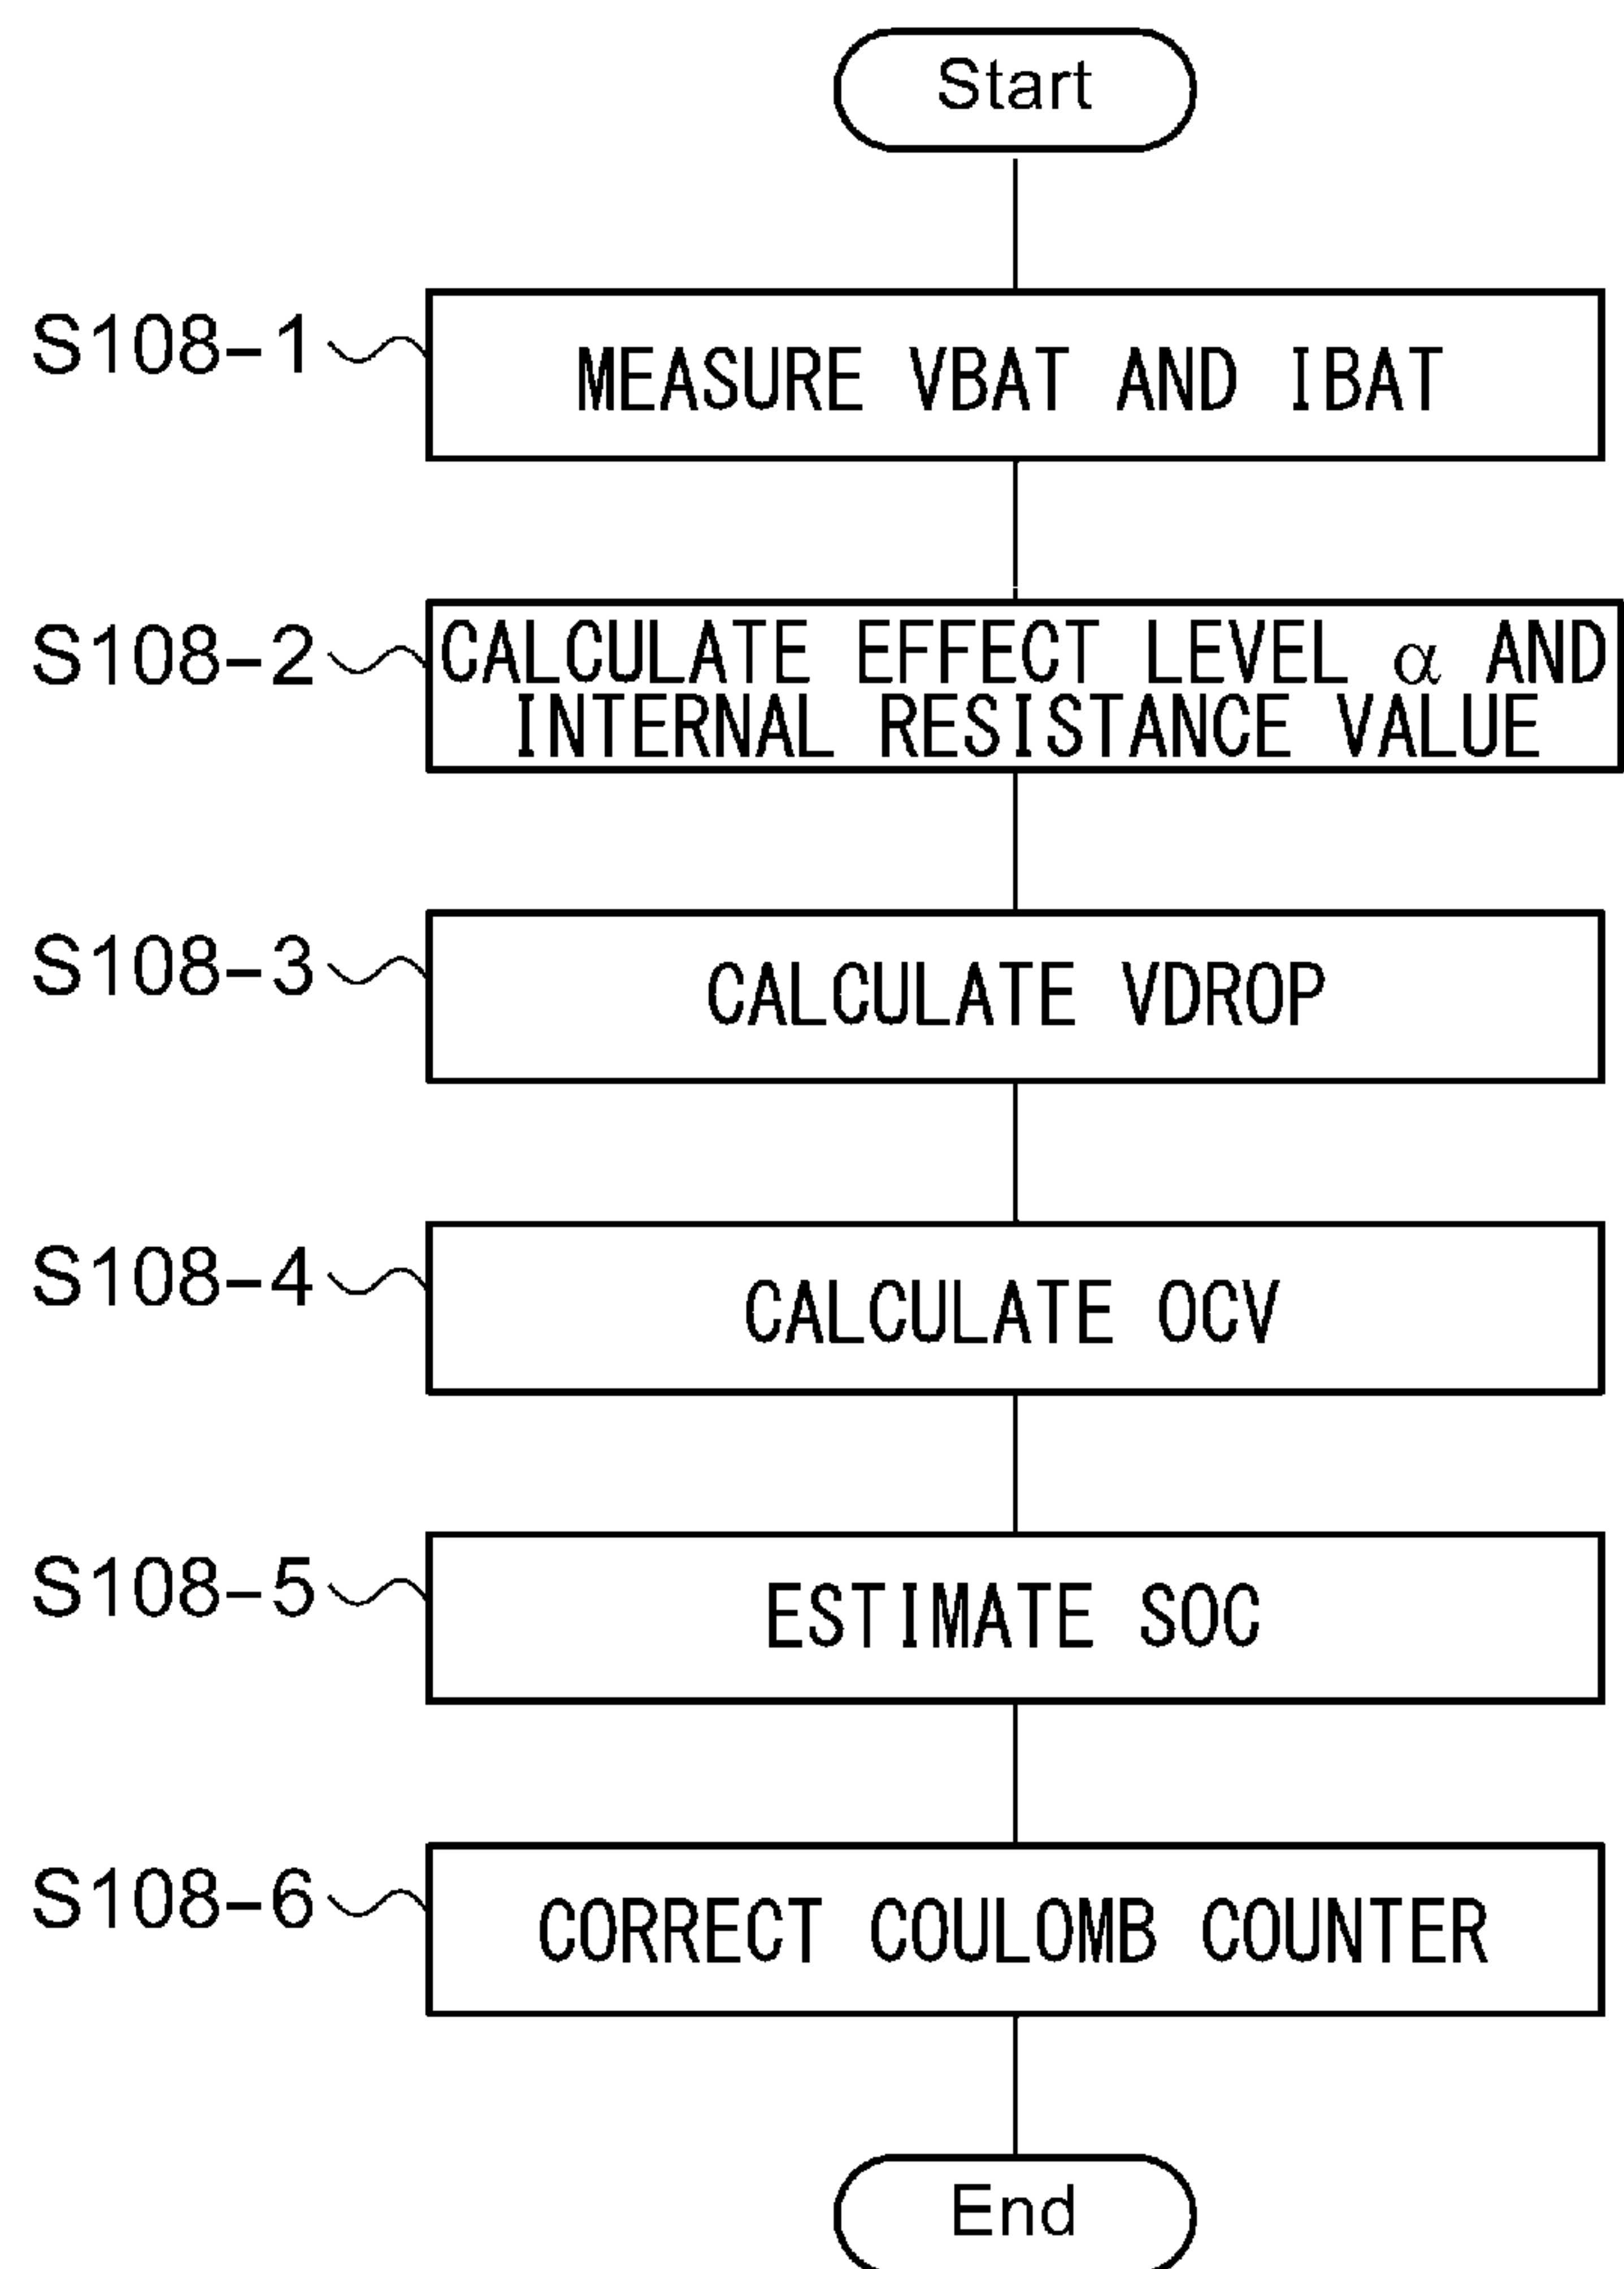 Start
S108-1
MEASURE VBAT AND IBAT
S108-2
CALCULATE EFFECT LEVEL α AND
INTERNAL RESISTANCE VALUE
S108-3
CALCULATE VDROP
S108-4
CALCULATE OCV
S108-5
ESTIMATE SOC
S108-6
CORRECT COULOMB COUNTER
End